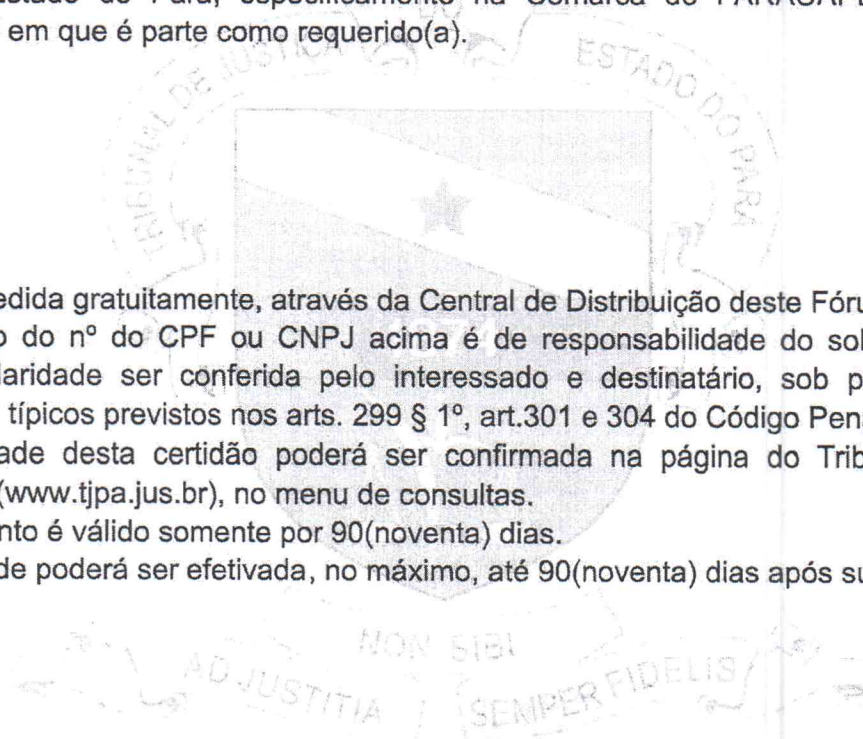 Estado do Pará, especificamente na Comarca de
em que é parte como requerido(a).
TRIBUNAL DE JUSTIÇA DO ESTADO DO PARÁ
edida gratuitamente, através da Central de Distribuição deste Fóru
o do nº do CPF ou CNPJ acima é de responsabilidade do sol
laridade ser conferida pelo interessado e destinatário, sob p
típicos previstos nos arts. 299 § 1º, art.301 e 304 do Código Pen
1874
ade desta certidão poderá ser confirmada na página do Trib
(www.tjpa.jus.br), no menu de consultas.
nto é válido somente por 90(noventa) dias.
de poderá ser efetivada, no máximo, até 90(noventa) dias após su
NON SIBI
AD JUSTITIA SEMPER FIDELIS